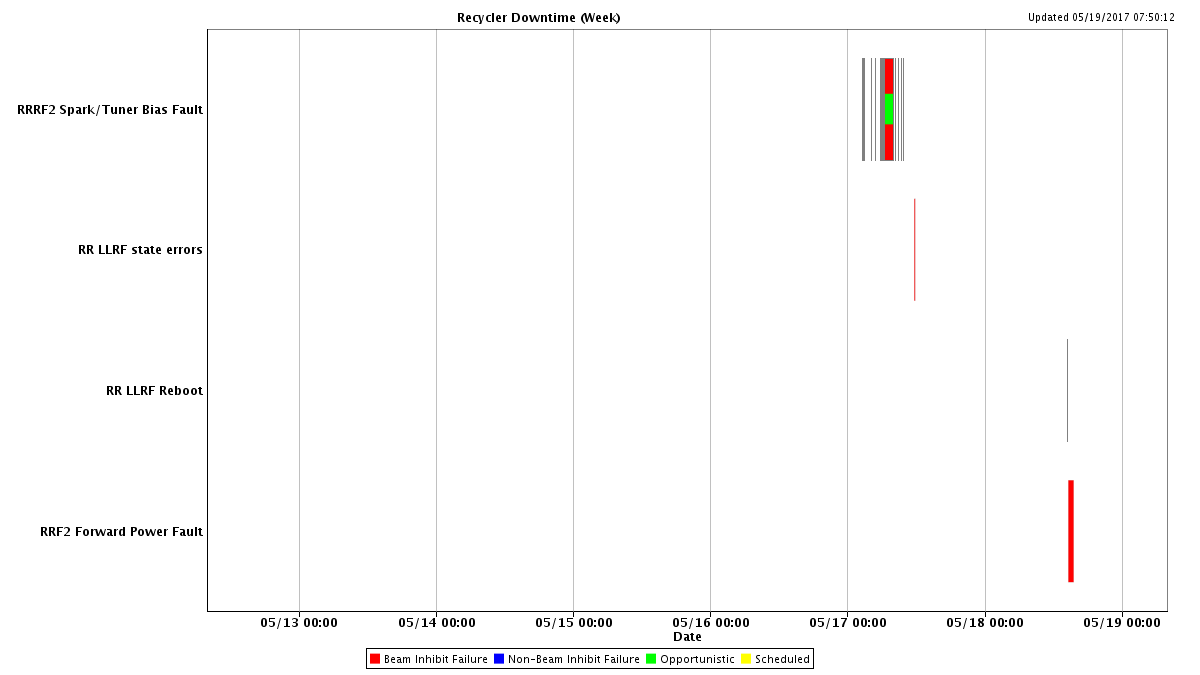 Recycler Downtime (Week)
Updated 05/19/2017 07:50:12
RRRF2 Spark/Tuner Bias Fault
RR LLRF state errors
RR LLRF Reboot
RRF2 Forward Power Fault
05/13 00:00 05/14 00:00 05/15 00:00 05/16 00:00 05/17 00:00 05/18 00:00 05/19 00:00
Date
Beam Inhibit Failure Non-Beam Inhibit Failure Opportunistic Scheduled